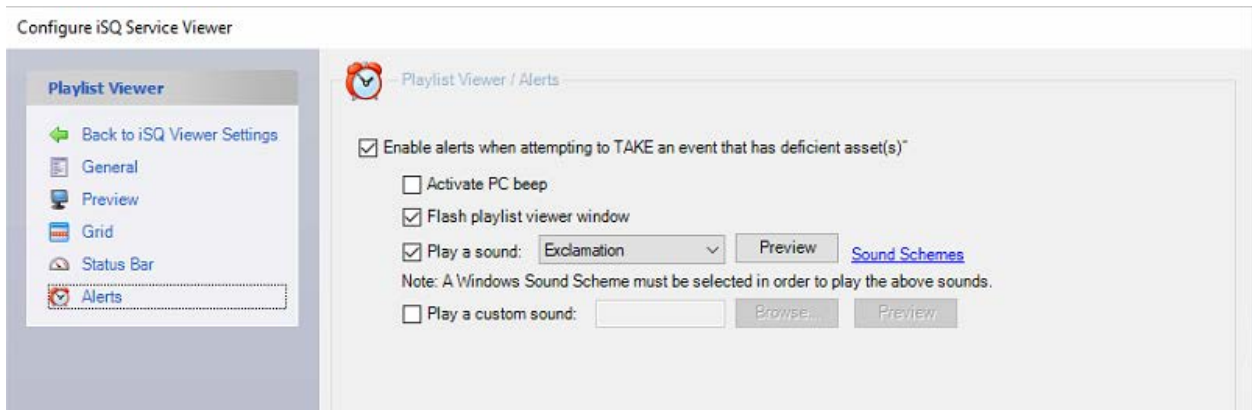 Configure iSQ Service Viewer
Playlist Viewer
Back to iSQ Viewer Settings
General
Preview
Grid
Status Bar
Alerts
Playlist Viewer / Alerts
Enable alerts when attempting to TAKE an event that has deficient asset(s)"
Activate PC beep
Flash playlist viewer window
Play a sound: Exclamation Preview Sound Schemes
Note: A Windows Sound Scheme must be selected in order to play the above sounds.
Play a custom sound: Browse... Preview